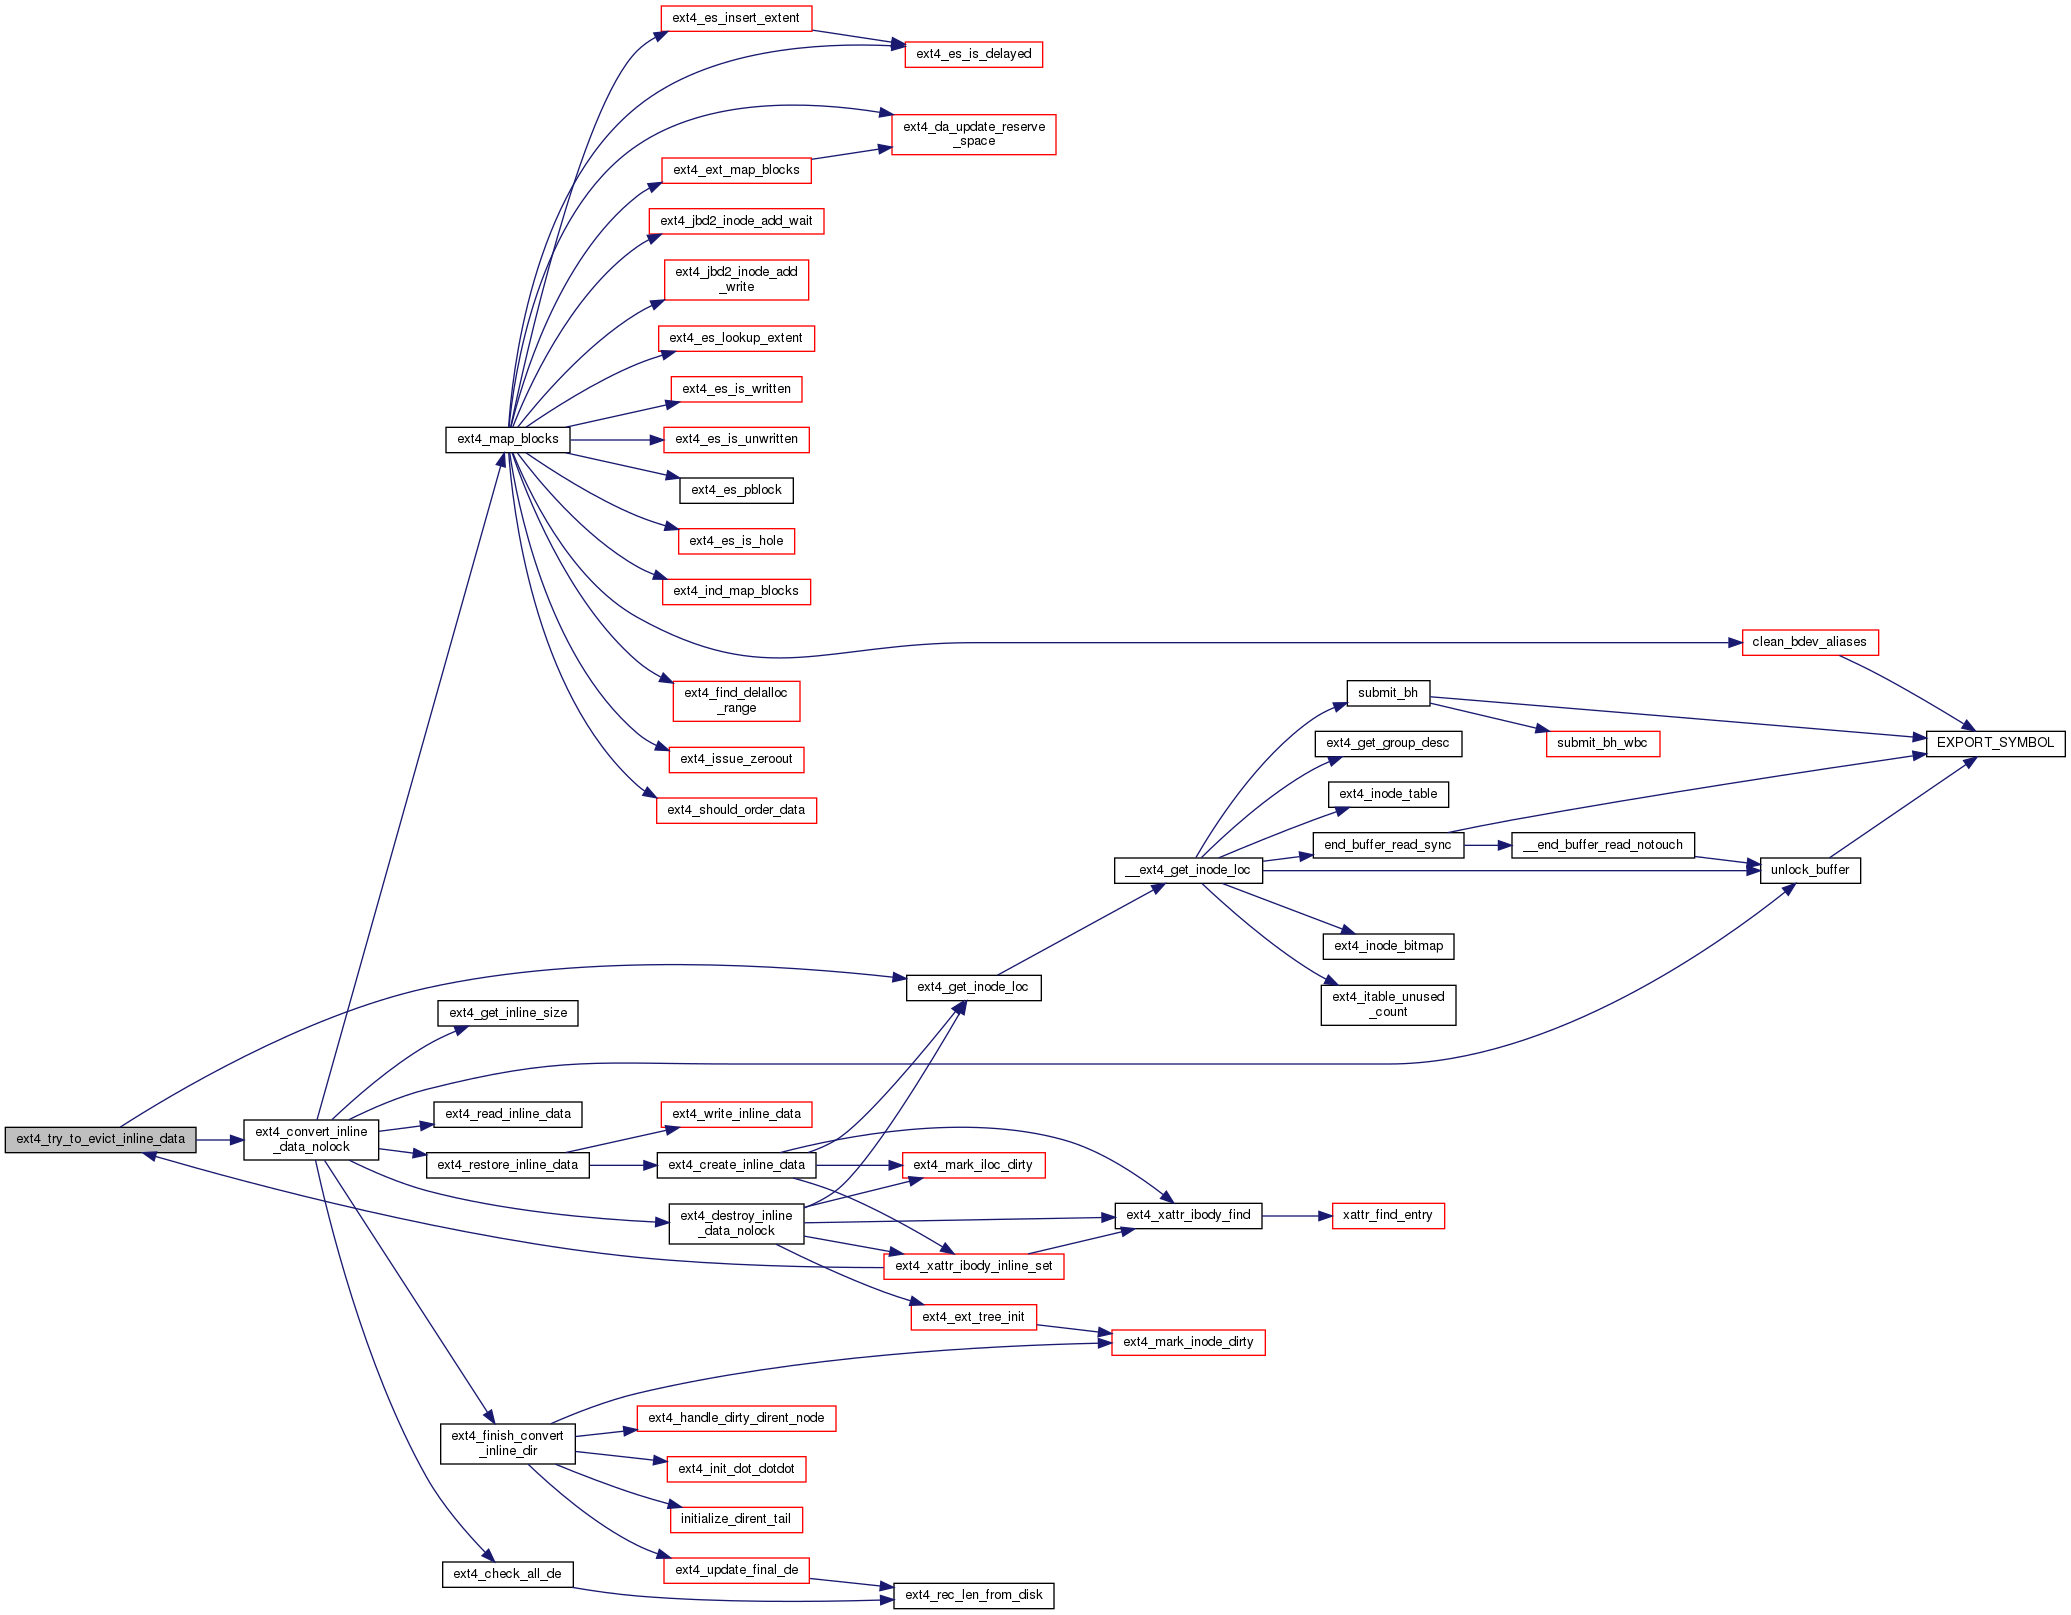 ext4_es_insert_extent
ext4_es_is_delayed
ext4_da_update_reserve
_space
ext4_ext_map_blocks
ext4_jbd2_inode_add_wait
ext4_jbd2_inode_add
_write
ext4_es_lookup_extent
ext4_es_is_written
ext4_map_blocks
ext4_es_is_unwritten
ext4_es_pblock
ext4_es_is_hole
ext4_ind_map_blocks
clean_bdev_aliases
ext4_find_delalloc
_range
submit_bh
ext4_get_group_desc
submit_bh_wbc
EXPORT_SYMBOL
ext4_issue_zeroout
ext4_inode_table
ext4_should_order_data
end_buffer_read_sync
__end_buffer_read_notouch
__ext4_get_inode_loc
unlock_buffer
ext4_inode_bitmap
ext4_get_inode_loc
ext4_itable_unused
_count
ext4_get_inline_size
ext4_read_inline_data
ext4_write_inline_data
ext4_try_to_evict_inline_data
ext4_convert_inline
_data_nolock
ext4_restore_inline_data
ext4_create_inline_data
ext4_mark_iloc_dirty
ext4_destroy_inline
_data_nolock
ext4_xattr_ibody_find
xattr_find_entry
ext4_xattr_ibody_inline_set
ext4_ext_tree_init
ext4_mark_inode_dirty
ext4_handle_dirty_dirent_node
ext4_finish_convert
_inline_dir
ext4_init_dot_dotdot
initialize_dirent_tail
ext4_update_final_de
ext4_check_all_de
ext4_rec_len_from_disk